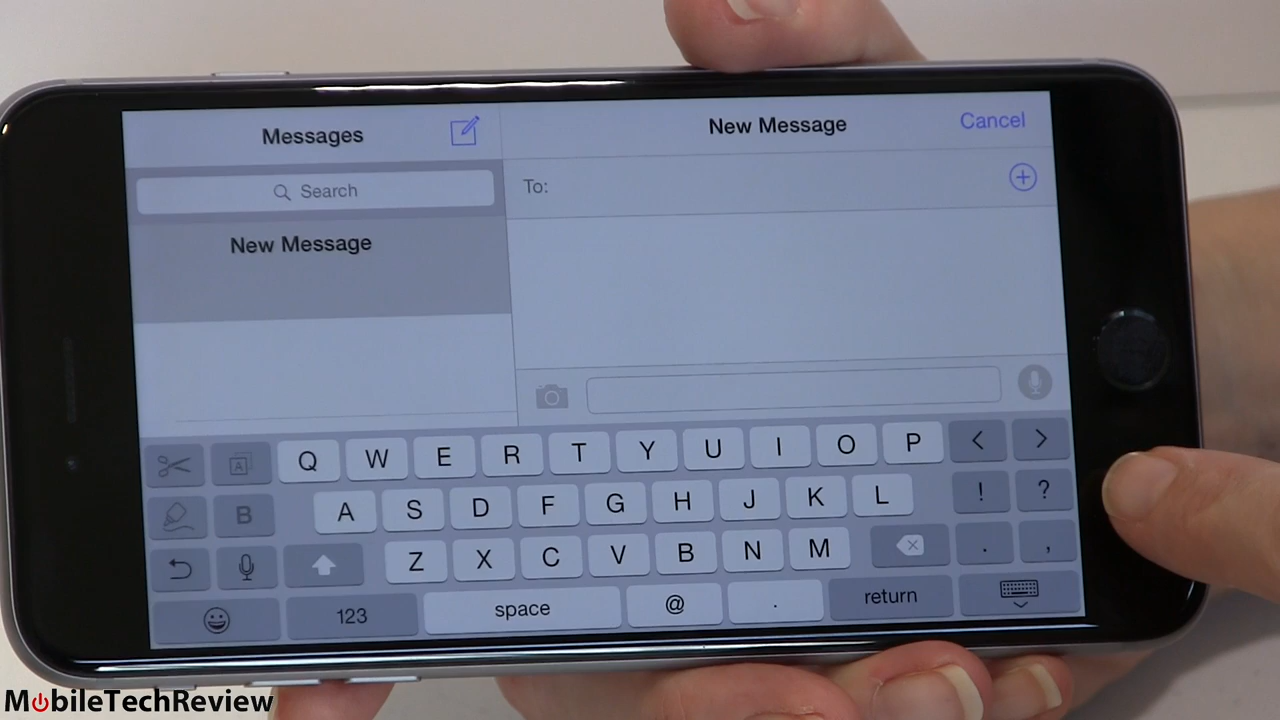 Messages
New Message
Cancel
Search
To:
New Message
Q W E R T Y U I O P < >
B A S D F G H J K L ! ?
Z X C V B N M . ,
123 space @ . return
MobileTechReview